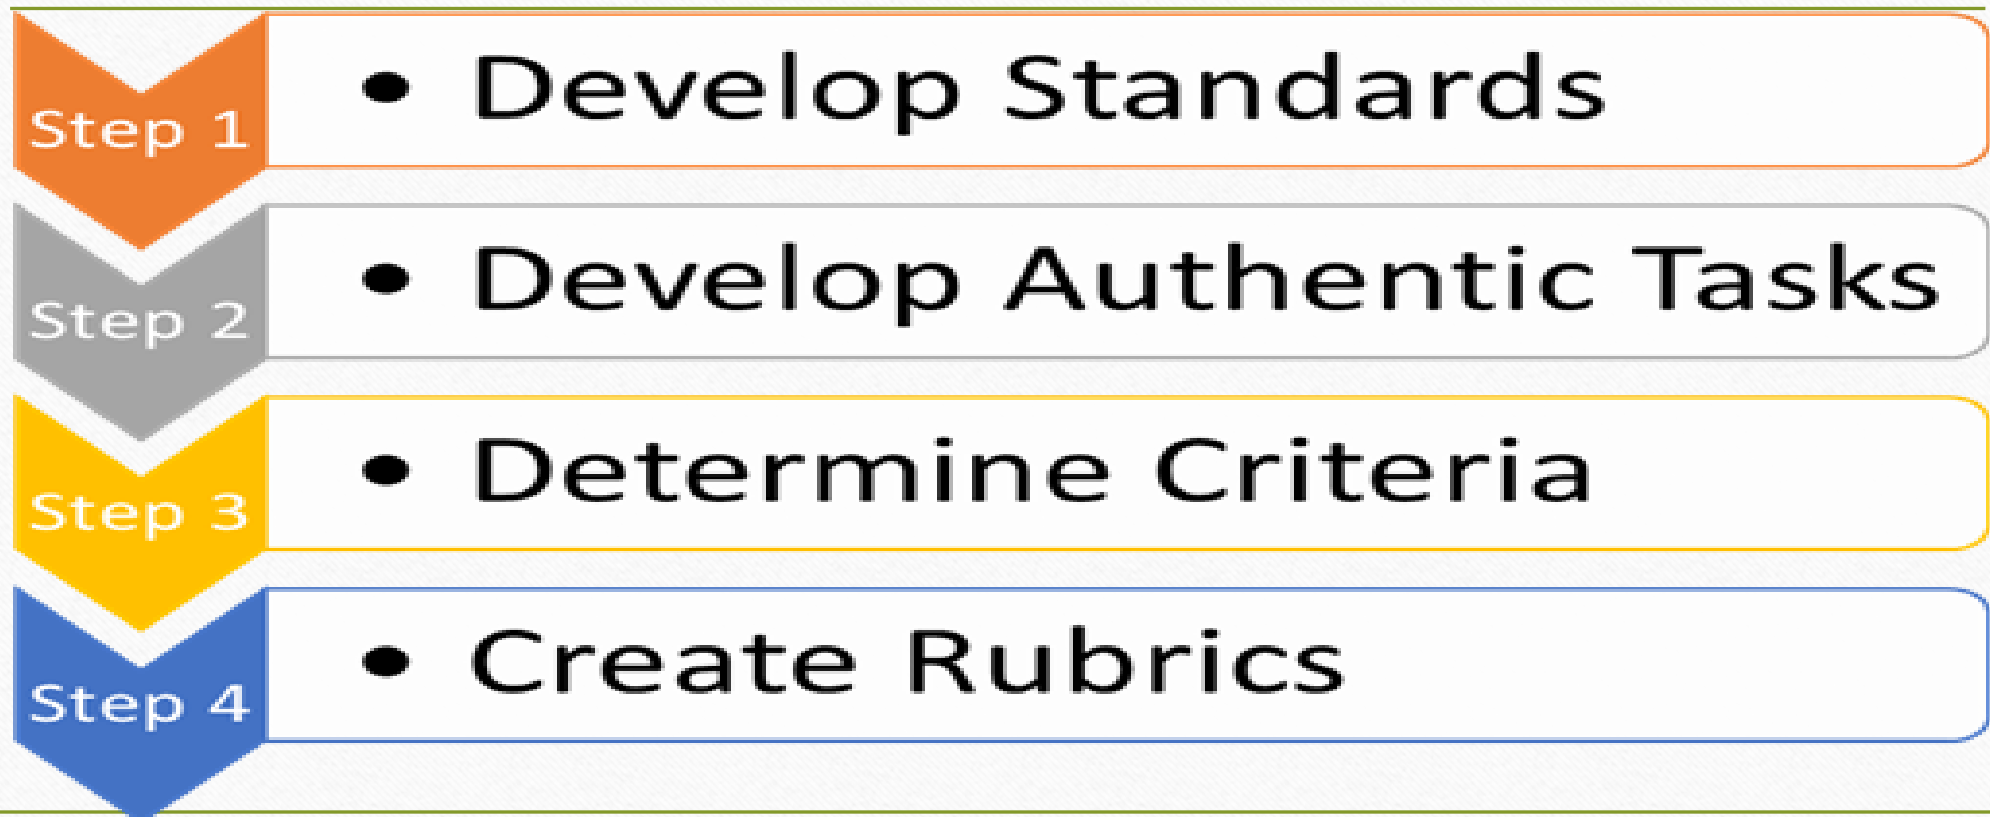 Step 1
• Develop Standards
Step 2
• Develop Authentic Tasks
Step 3
• Determine Criteria
Step 4
• Create Rubrics